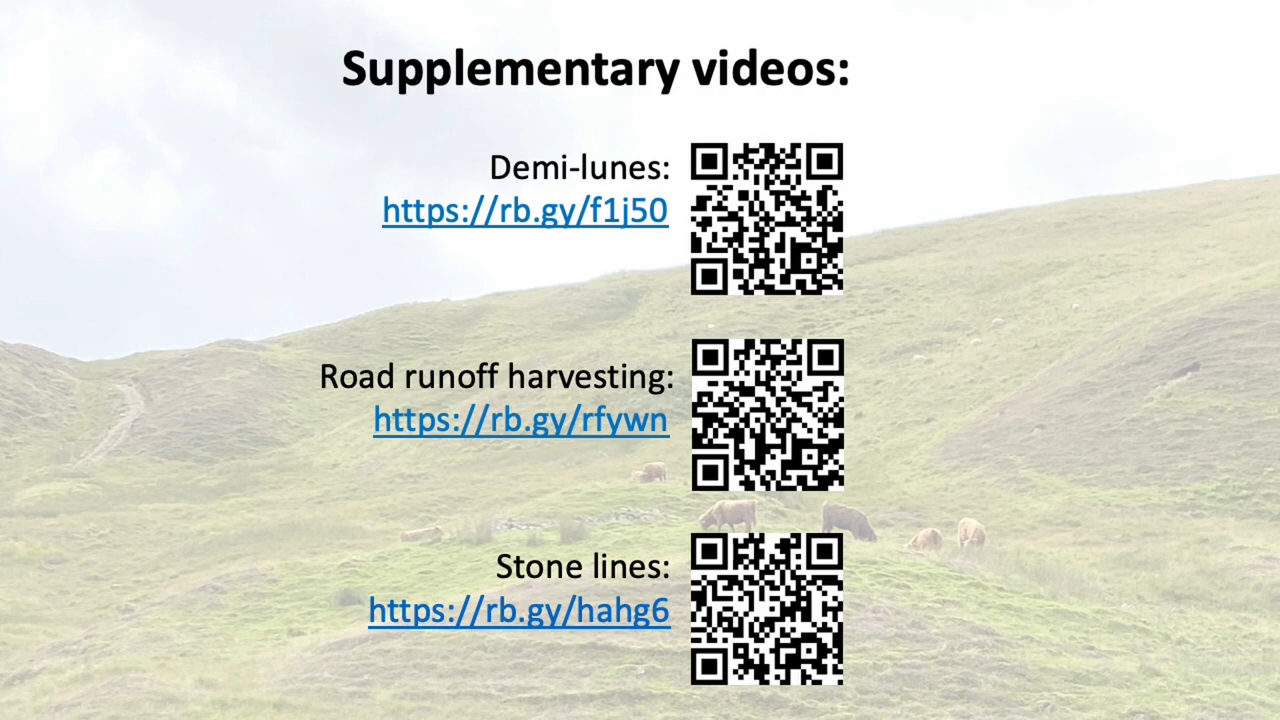 Supplementary videos:
Demi-lunes:
https://rb.gy/f1j50
Road runoff harvesting:
https://rb.gy/rfywn
Stone lines:
https://rb.gy/hahg6